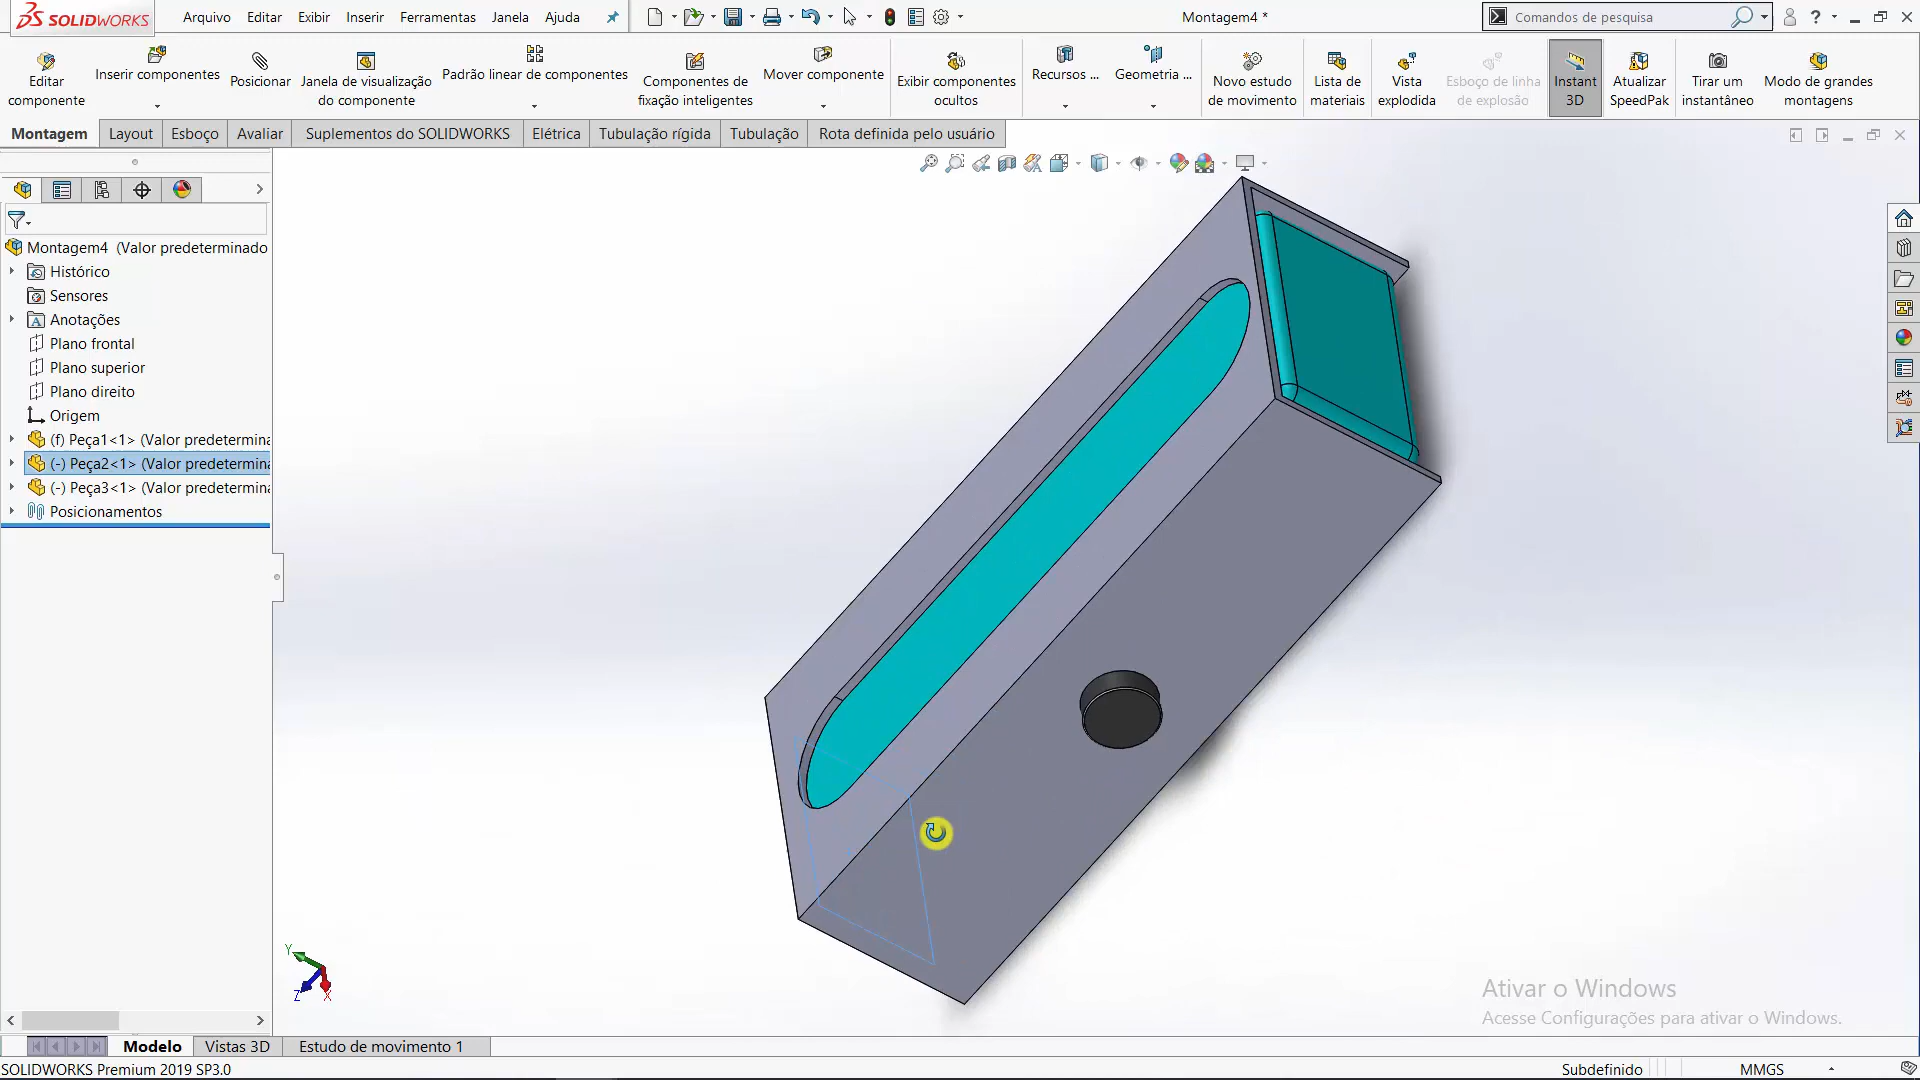 SOLIDWORKS
Arquivo Editar Exibir Inserir Ferramentas Janela Ajuda
Montagem4 *
Comandos de pesquisa
?
Editar componente
Inserir componentes
Posicionar
Janela de visualização do componente
Padrão linear de componentes
Componentes de fixação inteligentes
Mover componente
Exibir componentes ocultos
Recursos ...
Geometria ...
Novo estudo de movimento
Lista de materiais
Vista explodida
Esboço de linha de explosão
Instant 3D
Atualizar SpeedPak
Tirar um instantâneo
Modo de grandes montagens
Montagem Layout Esboço Avaliar Suplementos do SOLIDWORKS Elétrica Tubulação rígida Tubulação Rota definida pelo usuário
Montagem4 (Valor predeterminado
Histórico
Sensores
Anotações
Plano frontal
Plano superior
Plano direito
Origem
(f) Peça1<1> (Valor predetermina
(-) Peça2<1> (Valor predetermina
(-) Peça3<1> (Valor predetermina
Posicionamentos
Y
Z X
Ativar o Windows
Acesse Configurações para ativar o Windows.
Modelo Vistas 3D Estudo de movimento 1
SOLIDWORKS Premium 2019 SP3.0
Subdefinido
MMGS